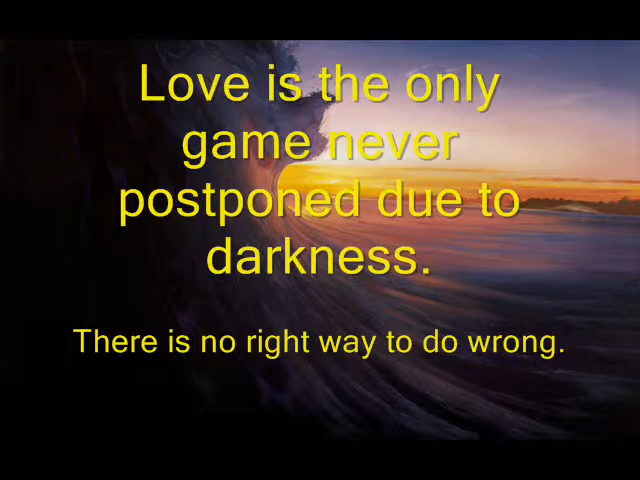 Love is the only
game never
postponed due to
darkness.
There is no right way to do wrong.